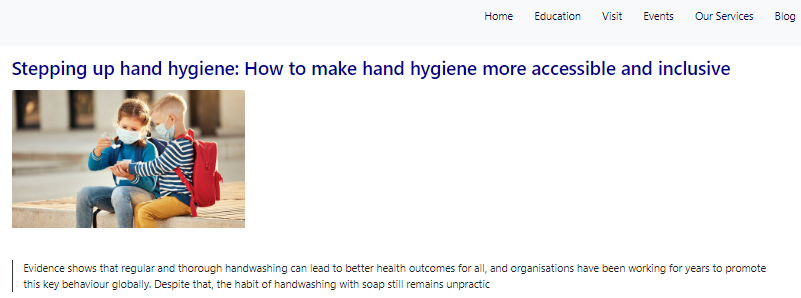 Home Education Visit Events Our Services Blog
Stepping up hand hygiene: How to make hand hygiene more accessible and inclusive
Evidence shows that regular and thorough handwashing can lead to better health outcomes for all, and organisations have been working for years to promote
this key behaviour globally. Despite that, the habit of handwashing with soap still remains unpractic